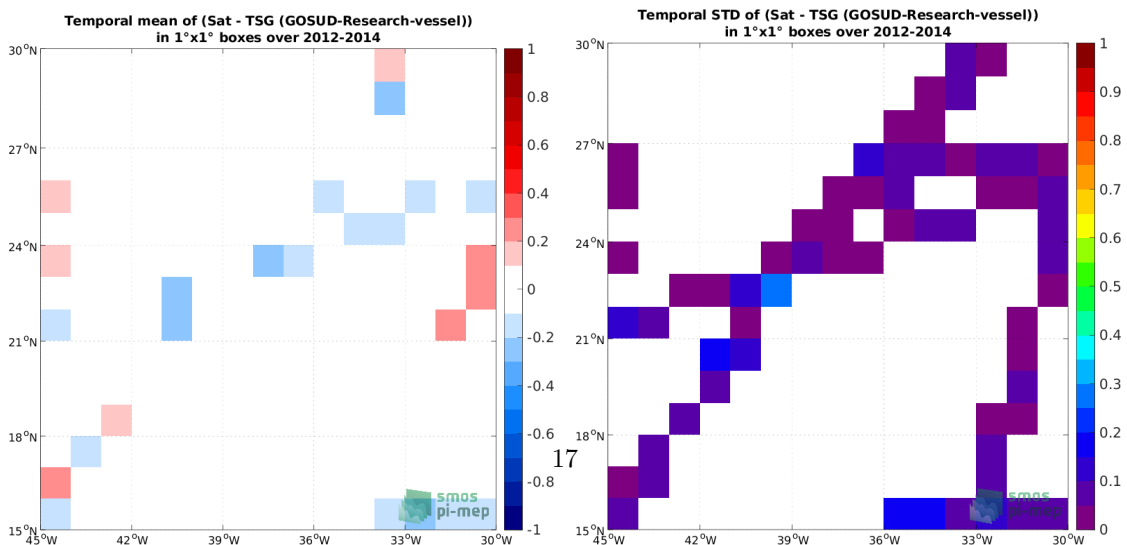 Temporal mean of (Sat - TSG (GOSUD-Research-vessel))
in 1°x1° boxes over 2012-2014
30°N
27°N
24°N
21°N
18°N
15°N
45°W
42°W
39°W
36°W
33°W
30°W
1
0.8
0.6
0.4
0.2
0
-0.2
-0.4
-0.6
-0.8
-1
smos
pi-mep
17
Temporal STD of (Sat - TSG (GOSUD-Research-vessel))
in 1°x1° boxes over 2012-2014
30°N
27°N
24°N
21°N
18°N
15°N
45°W
42°W
39°W
36°W
33°W
30°W
1
0.9
0.8
0.7
0.6
0.5
0.4
0.3
0.2
0.1
0
smos
pi-mep